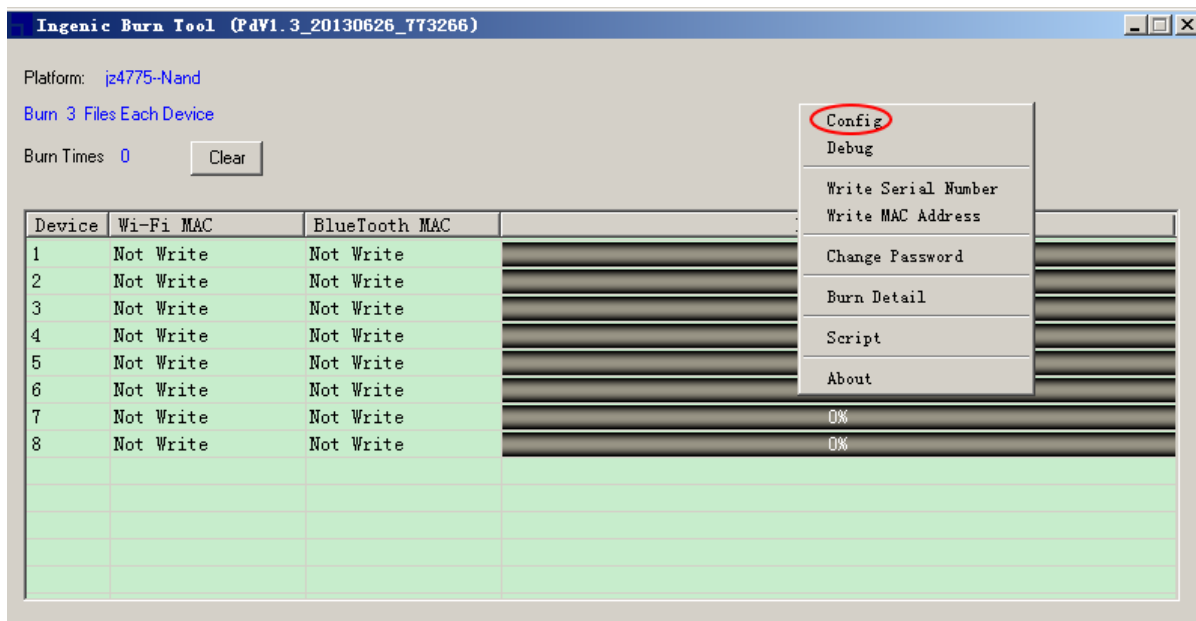 Ingenic Burn Tool (PdV1.3_20130626_773266)
Platform: jz4775--Nand
Burn 3 Files Each Device
Burn Times 0 Clear
Config
Debug
Write Serial Number
Write MAC Address
Change Password
Burn Detail
Script
About
Device Wi-Fi MAC BlueTooth MAC
1 Not Write Not Write
2 Not Write Not Write
3 Not Write Not Write
4 Not Write Not Write
5 Not Write Not Write
6 Not Write Not Write
7 Not Write Not Write 0%
8 Not Write Not Write 0%